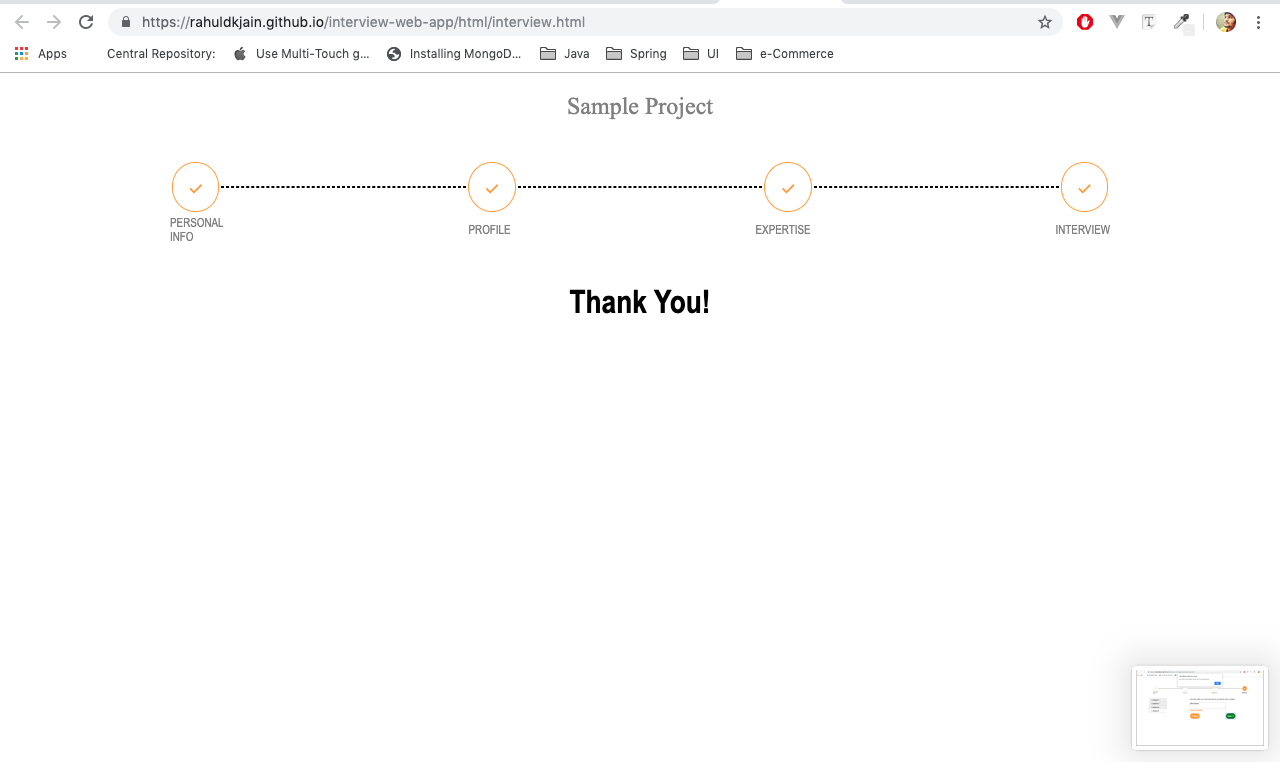 https://rahuldkjain.github.io/interview-web-app/html/interview.html
Apps Central Repository: Use Multi-Touch g... Installing MongoD... Java Spring UI e-Commerce
Sample Project
PERSONAL
INFO
PROFILE
EXPERTISE
INTERVIEW
Thank You!